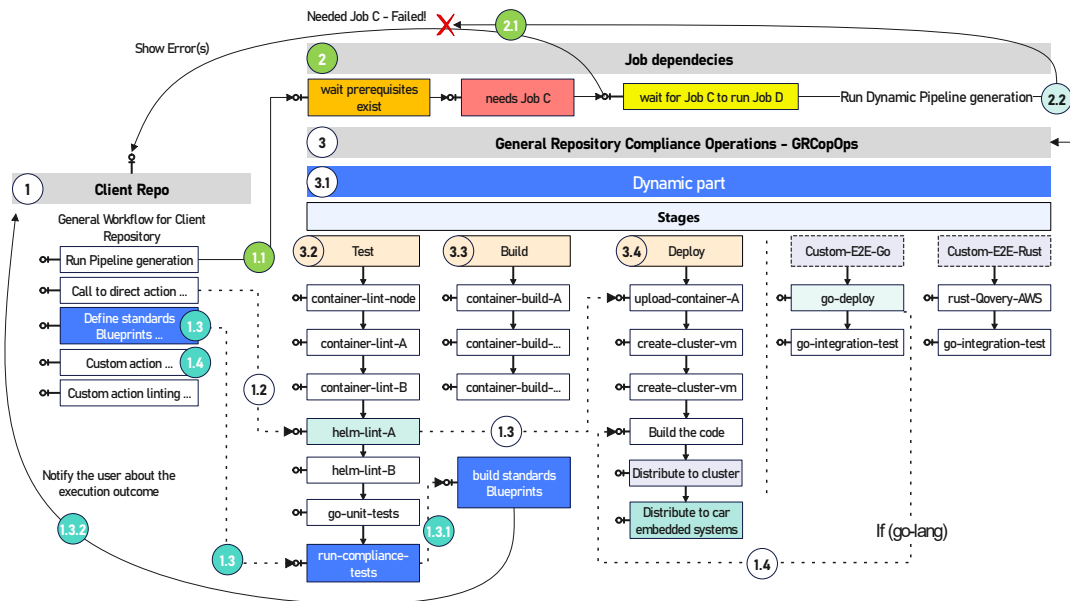 Needed Job C - Failed!
2.1
Show Error(s)
2
Job dependecies
wait prerequisites
exist
needs Job C
wait for Job C to run Job D
Run Dynamic Pipeline generation
2.2
3
General Repository Compliance Operations - GRCopOps
1
Client Repo
3.1
Dynamic part
Stages
General Workflow for Client
Repository
Run Pipeline generation
1.1
Call to direct action ...
Define standards
Blueprints ...
1.3
Custom action ...
1.4
Custom action linting ...
1.2
3.2
Test
container-lint-node
container-lint-A
container-lint-B
helm-lint-A
helm-lint-B
go-unit-tests
run-compliance-
tests
3.3
Build
container-build-A
container-build-...
container-build-...
1.3
build standards
Blueprints
1.3.1
3.4
Deploy
upload-container-A
create-cluster-vm
create-cluster-vm
Build the code
Distribute to cluster
Distribute to car
embedded systems
Custom-E2E-Go
go-deploy
go-integration-test
Custom-E2E-Rust
rust-Qovery-AWS
go-integration-test
If (go-lang)
1.4
Notify the user about the
execution outcome
1.3.2
1.3